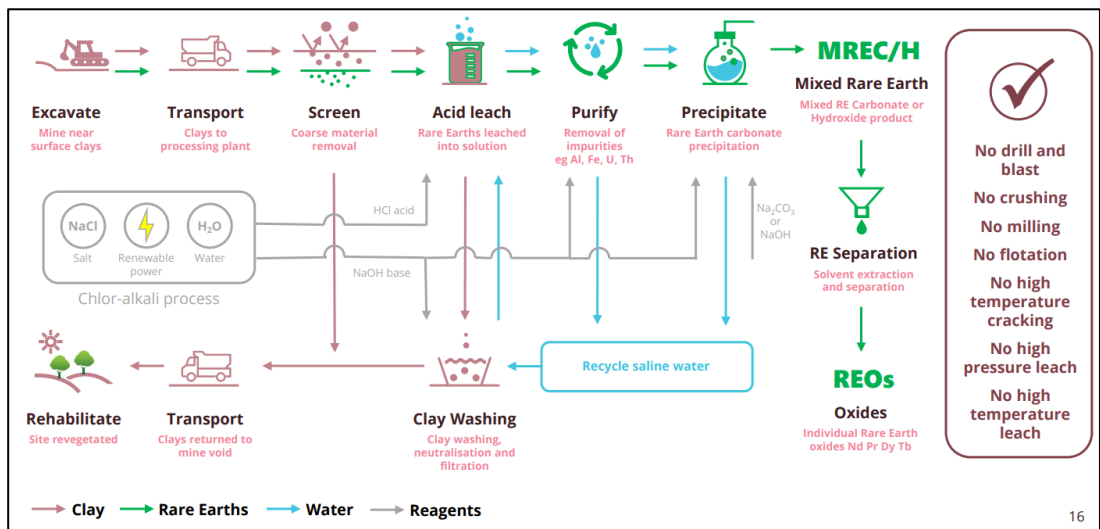 Excavate
Mine near
surface clays
Transport
Clays to
processing plant
Screen
Coarse material
removal
Acid leach
Rare Earths leached
into solution
Purify
Removal of
impurities
eg Al, Fe, U, Th
Precipitate
Rare Earth carbonate
precipitation
MREC/H
Mixed Rare Earth
Mixed RE Carbonate or
Hydroxide product
NaCl
Salt
Renewable
power
H₂O
Water
Chlor-alkali process
HCl acid
NaOH base
Na₂CO₃
or
NaOH
RE Separation
Solvent extraction
and separation
Rehabilitate
Site revegetated
Transport
Clays returned to
mine void
Clay Washing
Clay washing,
neutralisation and
filtration
Recycle saline water
REOs
Oxides
Individual Rare Earth
oxides Nd Pr Dy Tb
No drill and
blast
No crushing
No milling
No flotation
No high
temperature
cracking
No high
pressure leach
No high
temperature
leach
Clay
Rare Earths
Water
Reagents
16